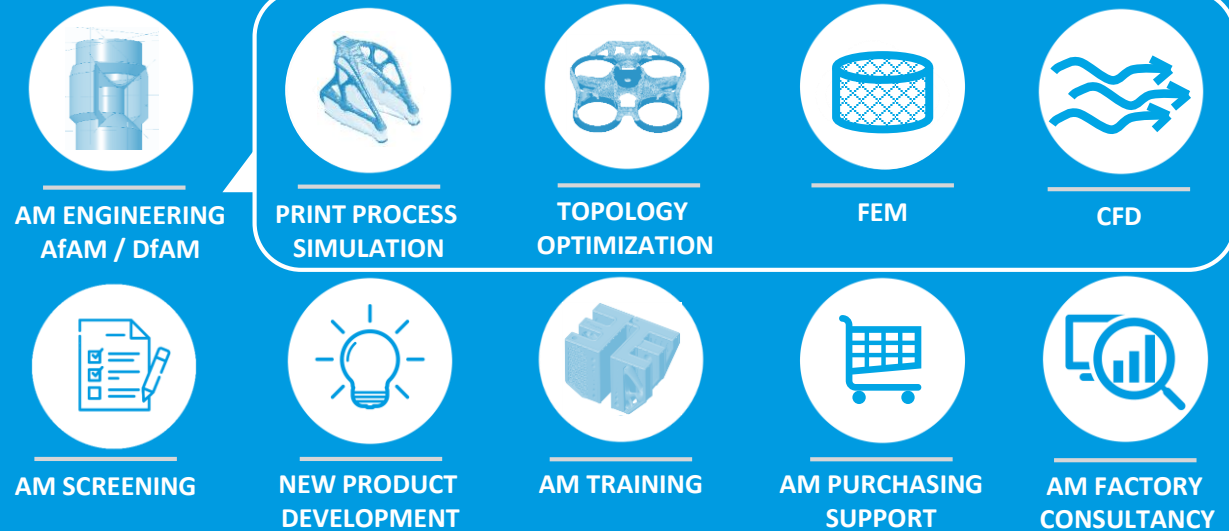 AM ENGINEERING
AfAM / DfAM
PRINT PROCESS
SIMULATION
TOPOLOGY
OPTIMIZATION
FEM
CFD
AM SCREENING
NEW PRODUCT
DEVELOPMENT
AM TRAINING
AM PURCHASING
SUPPORT
AM FACTORY
CONSULTANCY